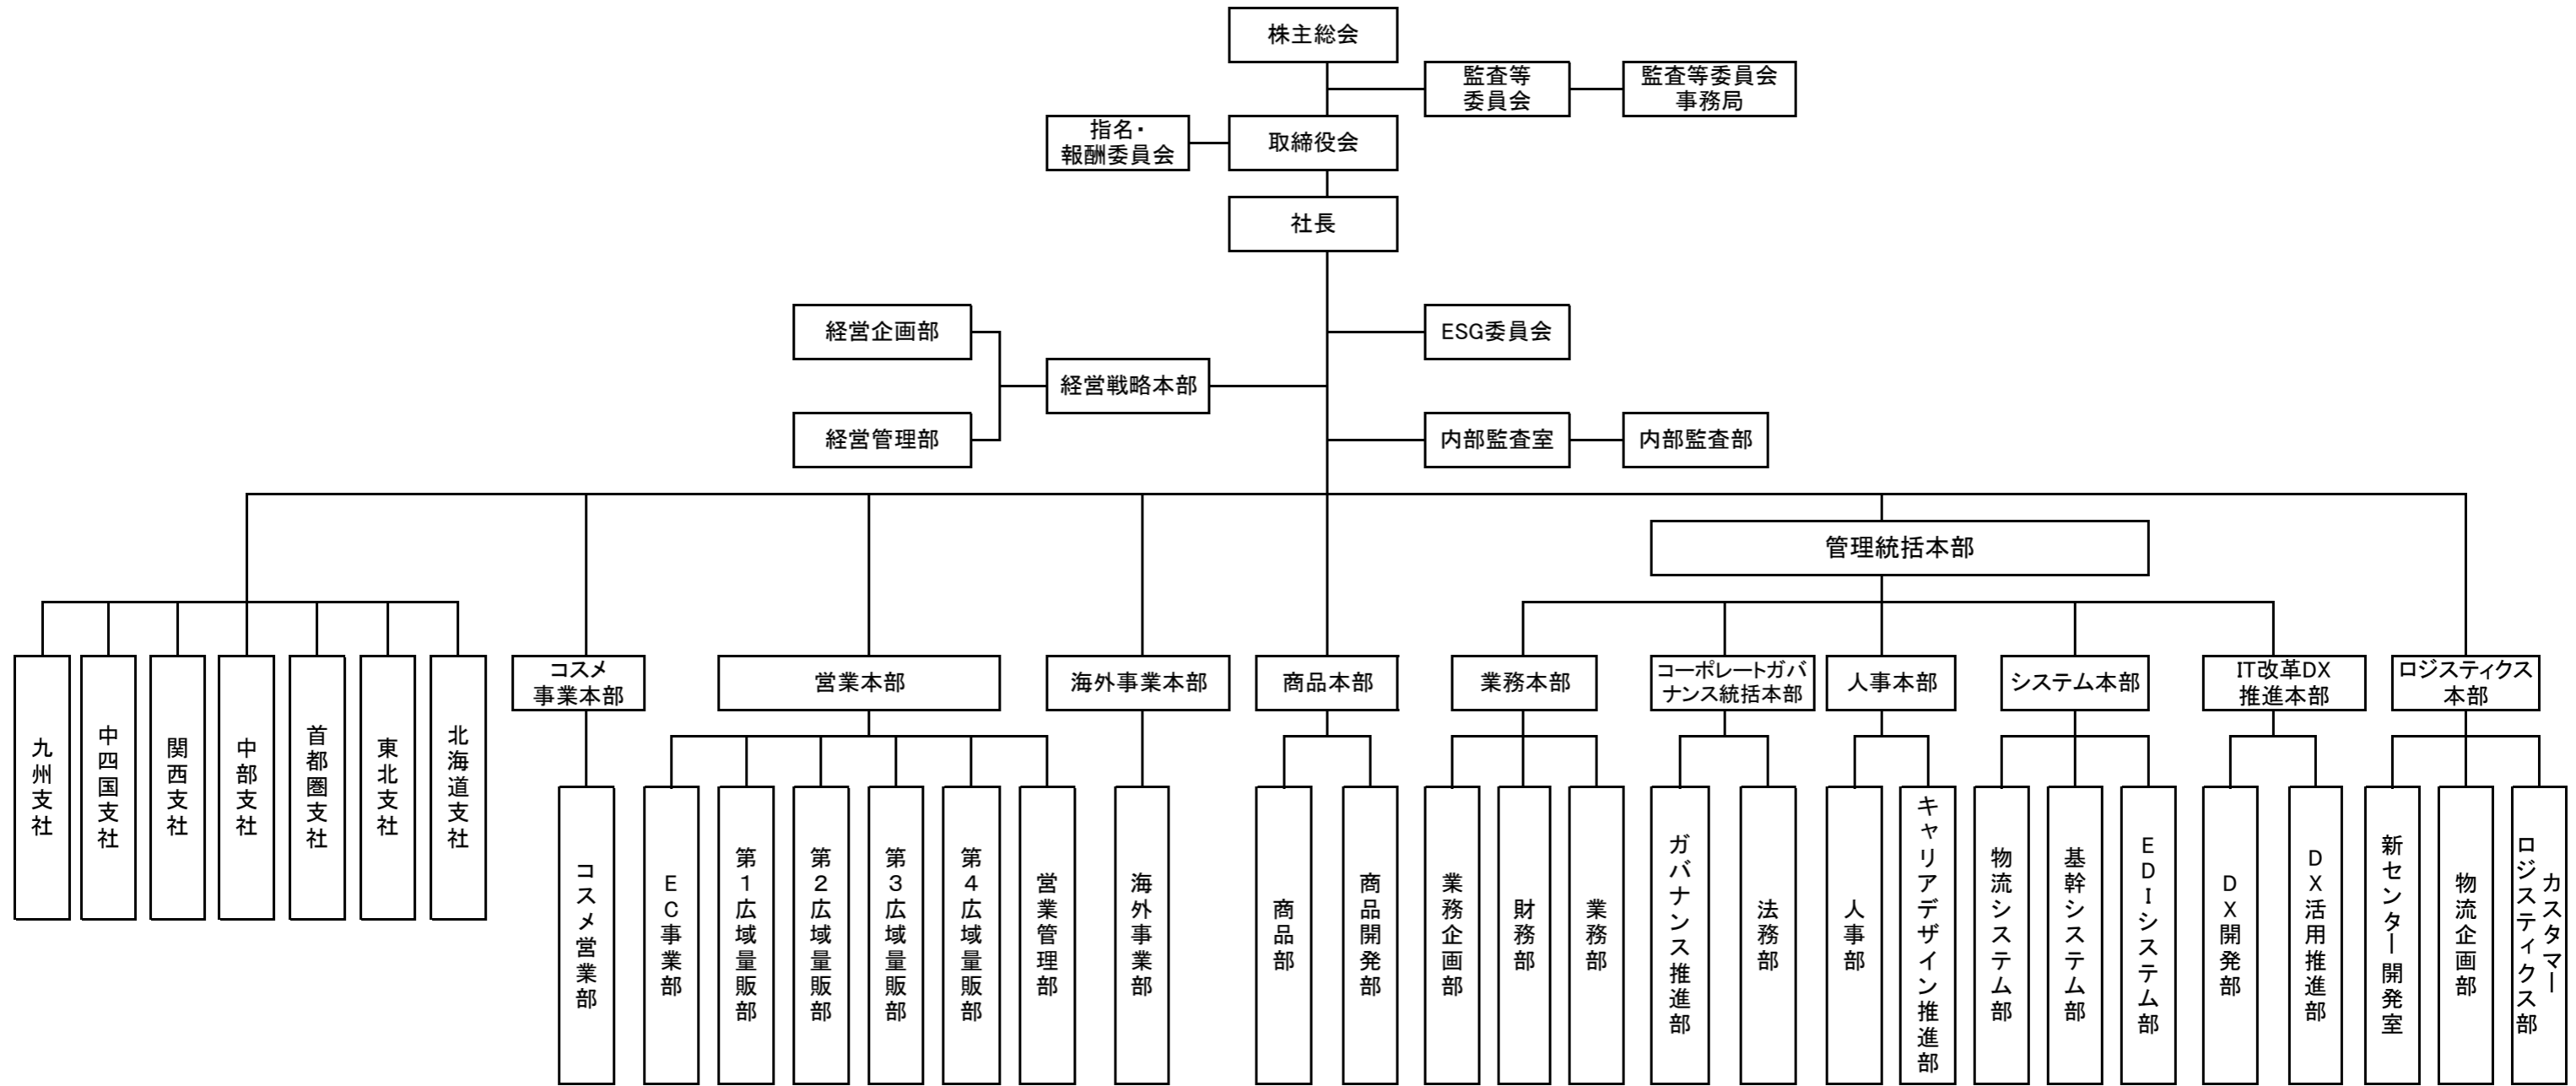 株主総会
監査等
委員会
監査等委員会
事務局
指名・
報酬委員会
取締役会
社長
経営企画部
ESG委員会
経営戦略本部
経営管理部
内部監査室
内部監査部
管理統括本部
九州支社
中四国支社
関西支社
中部支社
首都圏支社
東北支社
北海道支社
コスメ
事業本部
営業本部
海外事業本部
商品本部
業務本部
コーポレートガバ
ナンス統括本部
人事本部
システム本部
IT改革DX
推進本部
ロジスティクス
本部
コスメ営業部
EC事業部
第1広域量販部
第2広域量販部
第3広域量販部
第4広域量販部
営業管理部
海外事業部
商品部
商品開発部
業務企画部
財務部
業務部
ガバナンス推進部
法務部
人事部
キャリアデザイン推進部
物流システム部
基幹システム部
EDIシステム部
DX開発部
DX活用推進部
新センター開発室
物流企画部
カスタマー
ロジスティクス部